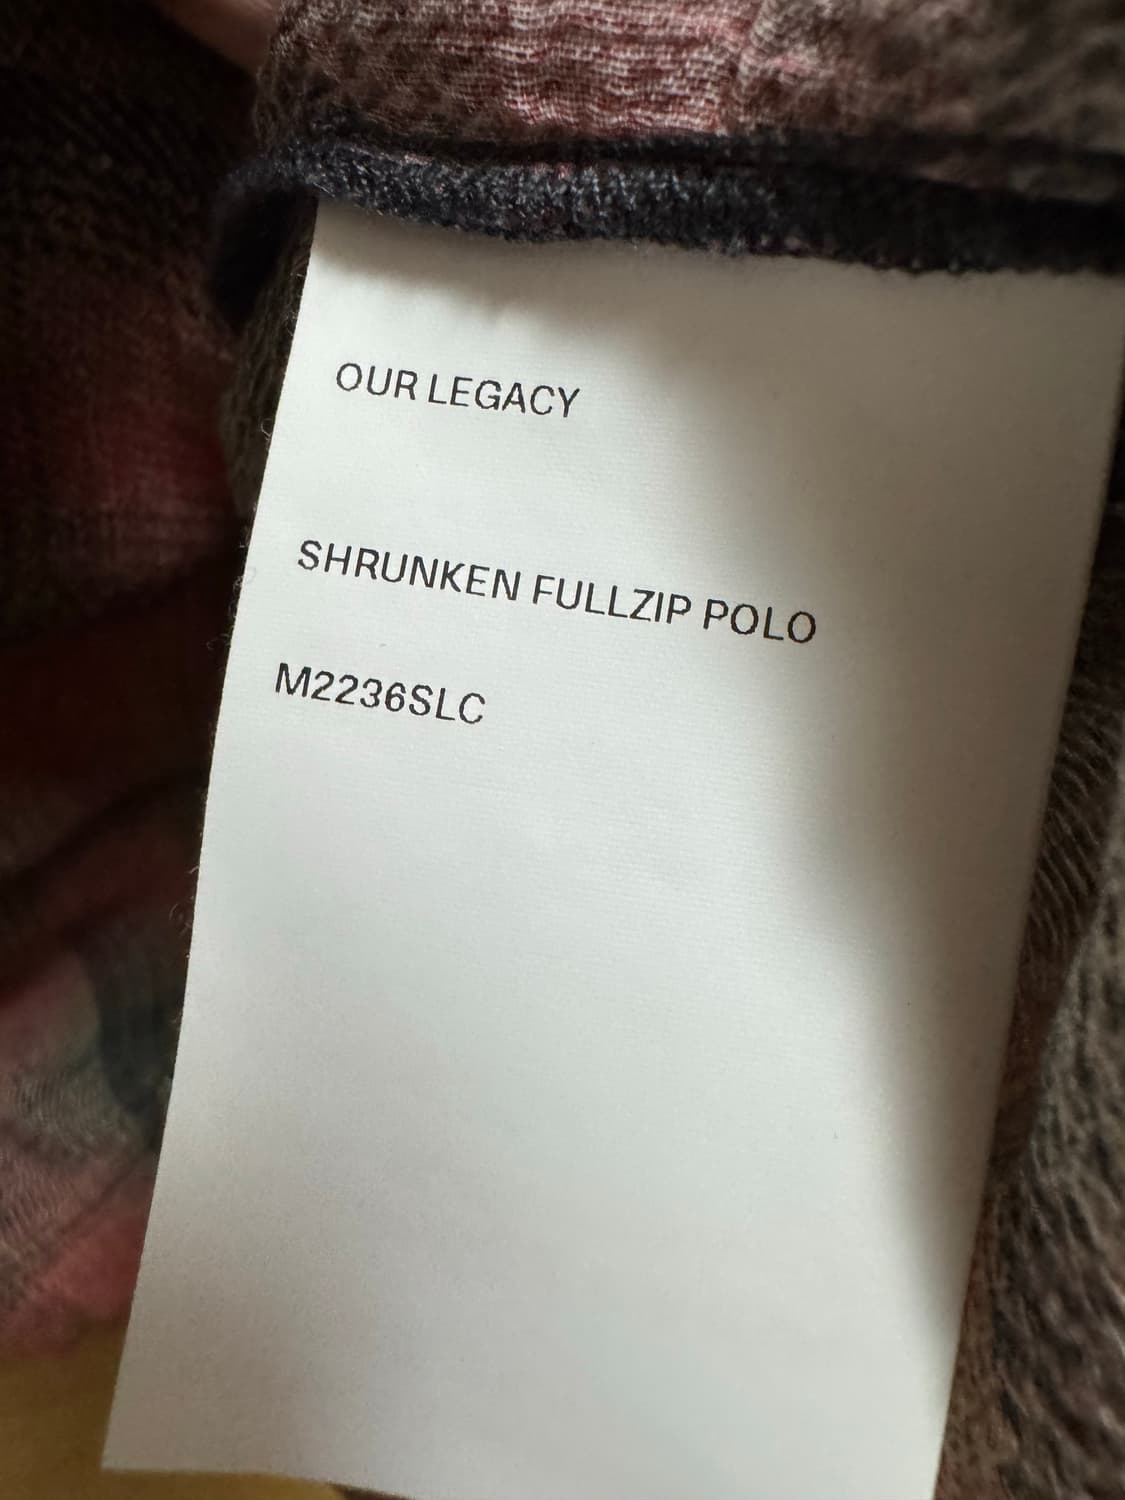 OUR LEGACY
SHRUNKEN FULLZIP POLO
M2236SLC